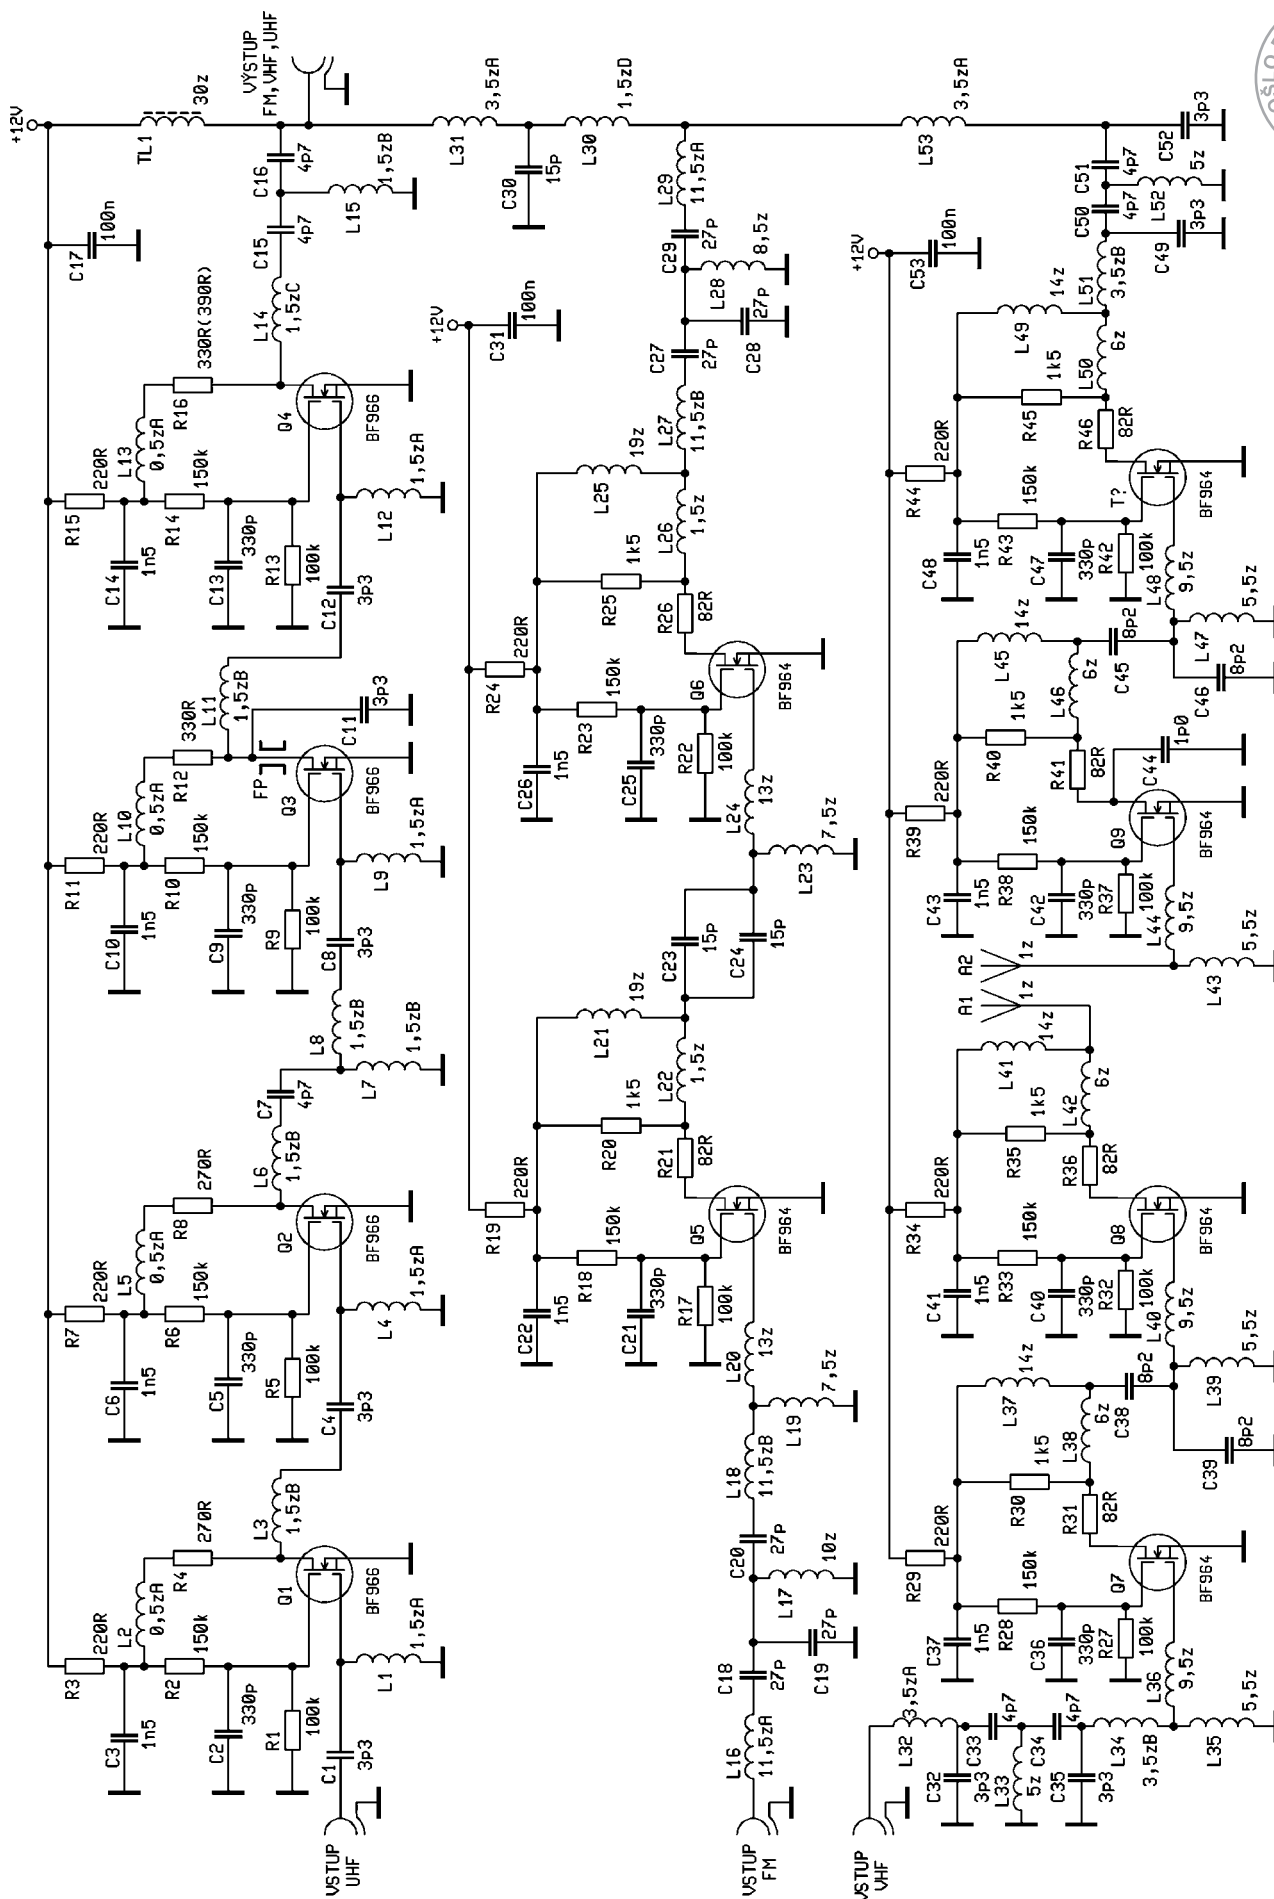 +12V
TL1
30z
VÝSTUP
FM,VHF,UHF
C17
100n
R15
220R
L13
0,5zA
R16
330R(390R)
C14
1n5
R14
150k
C13
330p
R13
100k
C12
3p3
L12
1,5zA
Q4
BF966
L14
1,5zC
C15
4p7
C16
4p7
L15
1,5zB
L31
3,5zA
C30
15p
L30
1,5zD
R11
220R
L10
0,5zA
R12
330R
L11
1,5zB
FP
C11
3p3
C10
1n5
R10
150k
C9
330p
R9
100k
C8
3p3
L9
1,5zA
Q3
BF966
R7
220R
L5
0,5zA
R8
270R
L6
1,5zB
C7
4p7
L8
1,5zB
L7
1,5zB
C6
1n5
R6
150k
C5
330p
R5
100k
C4
3p3
L4
1,5zA
Q2
BF966
R3
220R
L2
0,5zA
R4
270R
L3
1,5zB
C3
1n5
R2
150k
C2
330p
R1
100k
C1
3p3
L1
1,5zA
Q1
BF966
VSTUP
UHF
+12V
C31
100n
L29
11,5zA
C29
27p
L28
8,5z
C28
27p
C27
27p
L27
11,5zB
L25
19z
L26
1,5z
R25
1k5
R26
82R
R24
220R
C26
1n5
R23
150k
C25
330p
R22
100k
Q6
BF964
L24
13z
L23
7,5z
C23
15p
C24
15p
L21
19z
L22
1,5z
R20
1k5
R21
82R
R19
220R
C22
1n5
R18
150k
C21
330p
R17
100k
Q5
BF964
L20
13z
L19
7,5z
L18
11,5zB
C20
27p
L17
10z
C18
27p
C19
27p
L16
11,5zA
VSTUP
FM
L53
3,5zA
+12V
C53
100n
C52
3p3
C51
4p7
L52
5z
C50
4p7
C49
3p3
L51
3,5zB
L49
14z
L50
6z
R45
1k5
R46
82R
R44
220R
C48
1n5
R43
150k
C47
330p
R42
100k
T?
BF964
L48
9,5z
L47
5,5z
C46
8p2
C45
8p2
L45
14z
L46
6z
R40
1k5
R41
82R
C44
1p0
R39
220R
C43
1n5
R38
150k
C42
330p
R37
100k
Q9
BF964
L44
9,5z
L43
5,5z
A2
1z
A1
1z
L41
14z
L42
6z
R35
1k5
R36
82R
R34
220R
C41
1n5
R33
150k
C40
330p
R32
100k
Q8
BF964
L40
9,5z
L39
5,5z
C39
8p2
C38
8p2
L37
14z
L38
6z
R30
1k5
R31
82R
R29
220R
C37
1n5
R28
150k
C36
330p
R27
100k
Q7
BF964
L36
9,5z
L35
5,5z
L34
3,5zB
L32
3,5zA
C33
4p7
C34
4p7
C32
3p3
L33
5z
C35
3p3
VSTUP
VHF